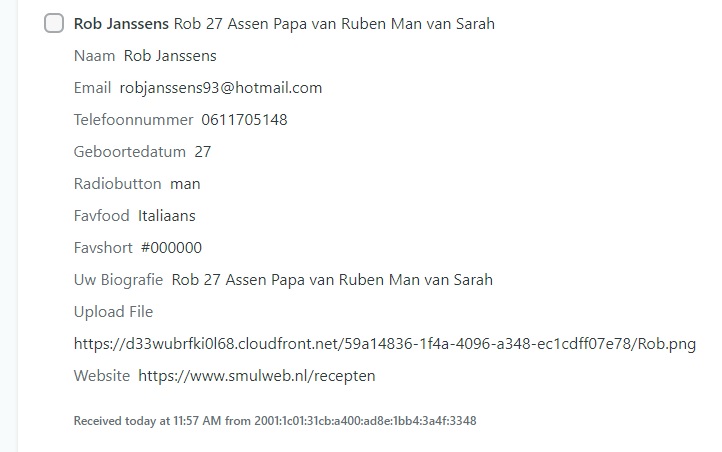 Rob Janssens Rob 27 Assen Papa van Ruben Man van Sarah
Naam Rob Janssens
Email robjanssens93@hotmail.com
Telefoonnummer 0611705148
Geboortedatum 27
Radiobutton man
Favfood Italiaans
Favshort #000000
Uw Biografie Rob 27 Assen Papa van Ruben Man van Sarah
Upload File
https://d33wubrfki0l68.cloudfront.net/59a14836-1f4a-4096-a348-ec1cdff07e78/Rob.png
Website https://www.smulweb.nl/recepten
Received today at 11:57 AM from 2001:1c01:31cb:a400:ad8e:1bb4:3a4f:3348